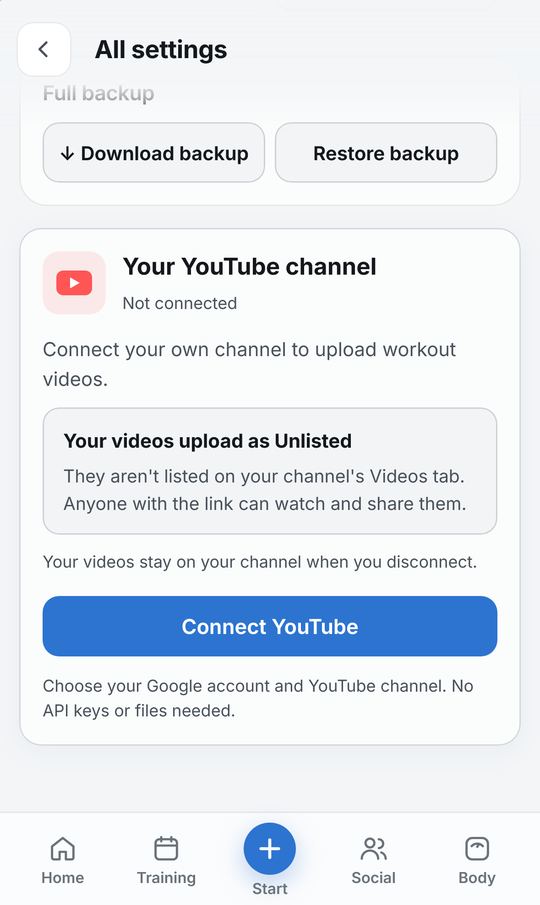 All settings
Full backup
↓ Download backup
Restore backup
Your YouTube channel
Not connected
Connect your own channel to upload workout
videos.
Your videos upload as Unlisted
They aren't listed on your channel's Videos tab.
Anyone with the link can watch and share them.
Your videos stay on your channel when you disconnect.
Connect YouTube
Choose your Google account and YouTube channel. No
API keys or files needed.
Home
Training
Start
Social
Body